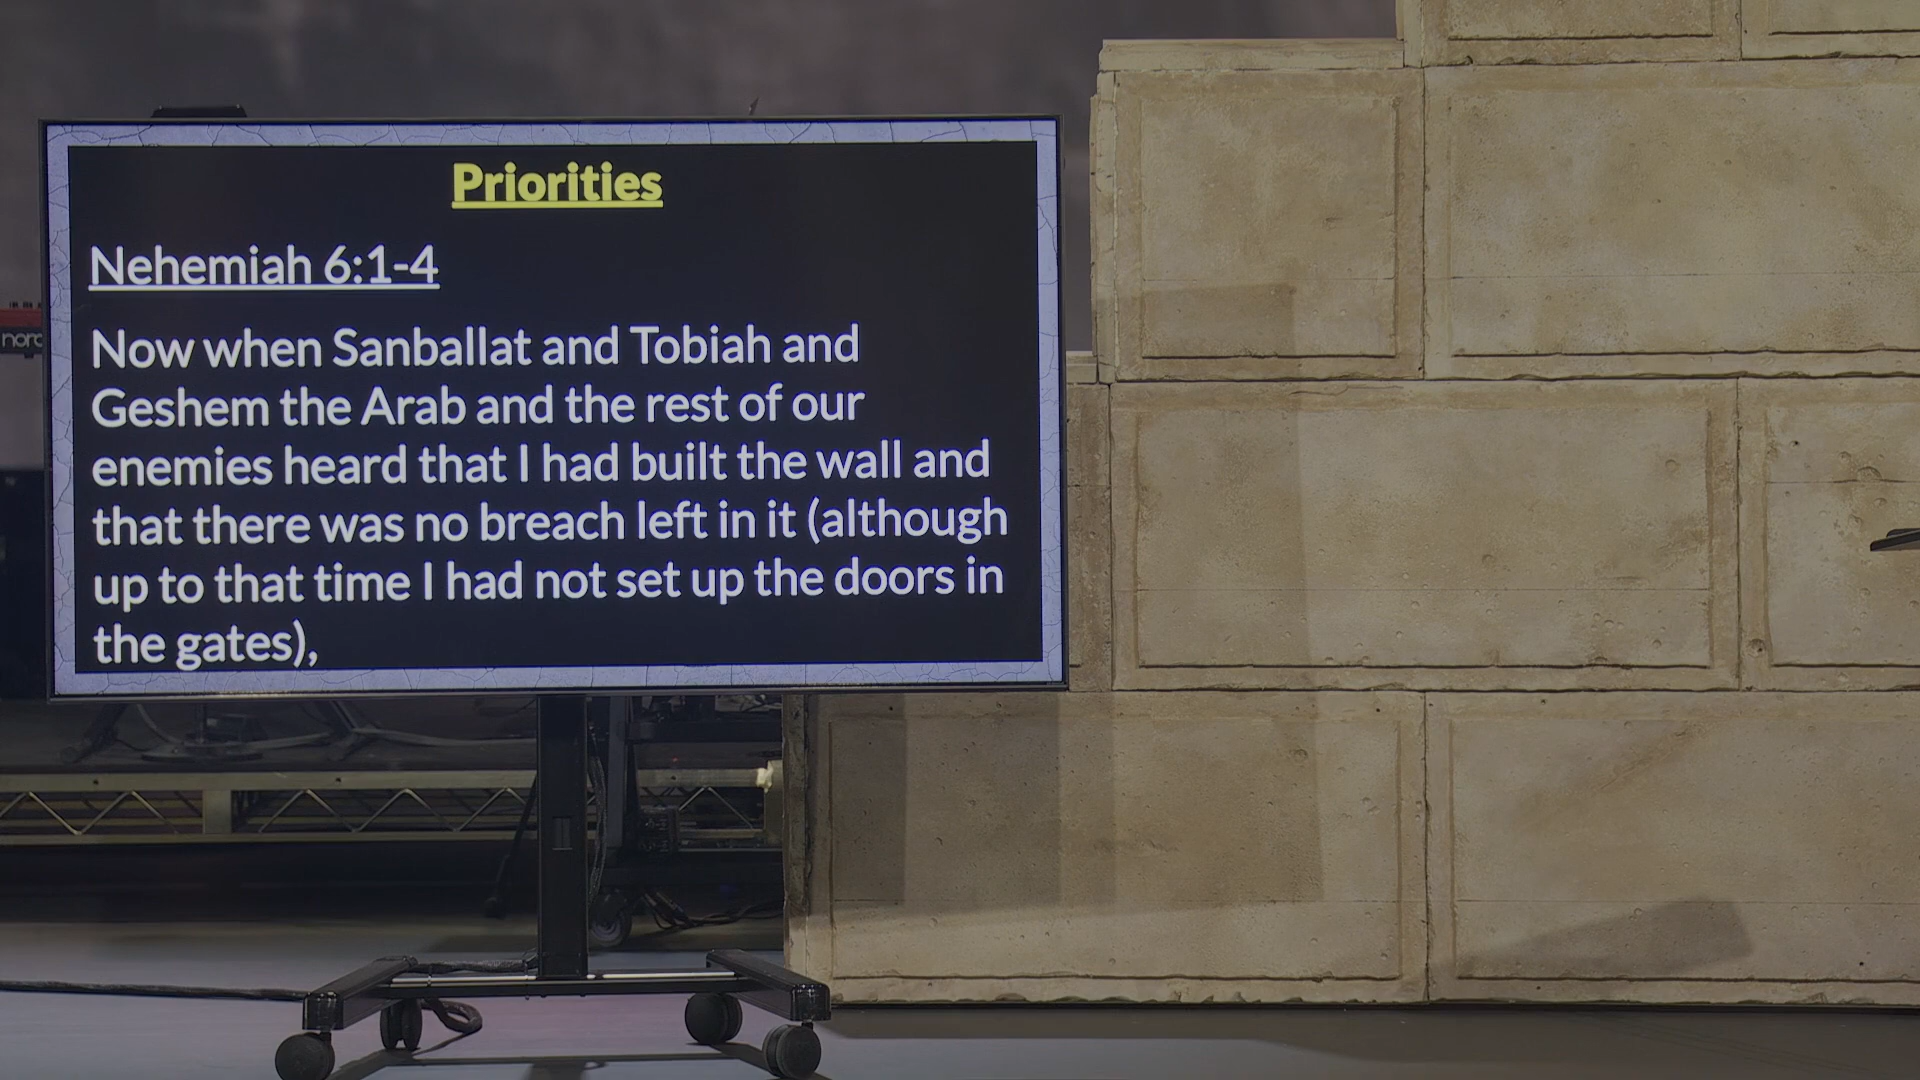 Priorities
Nehemiah 6:1-4
Now when Sanballat and Tobiah and
Geshem the Arab and the rest of our
enemies heard that I had built the wall and
that there was no breach left in it (although
up to that time I had not set up the doors in
the gates),
nord